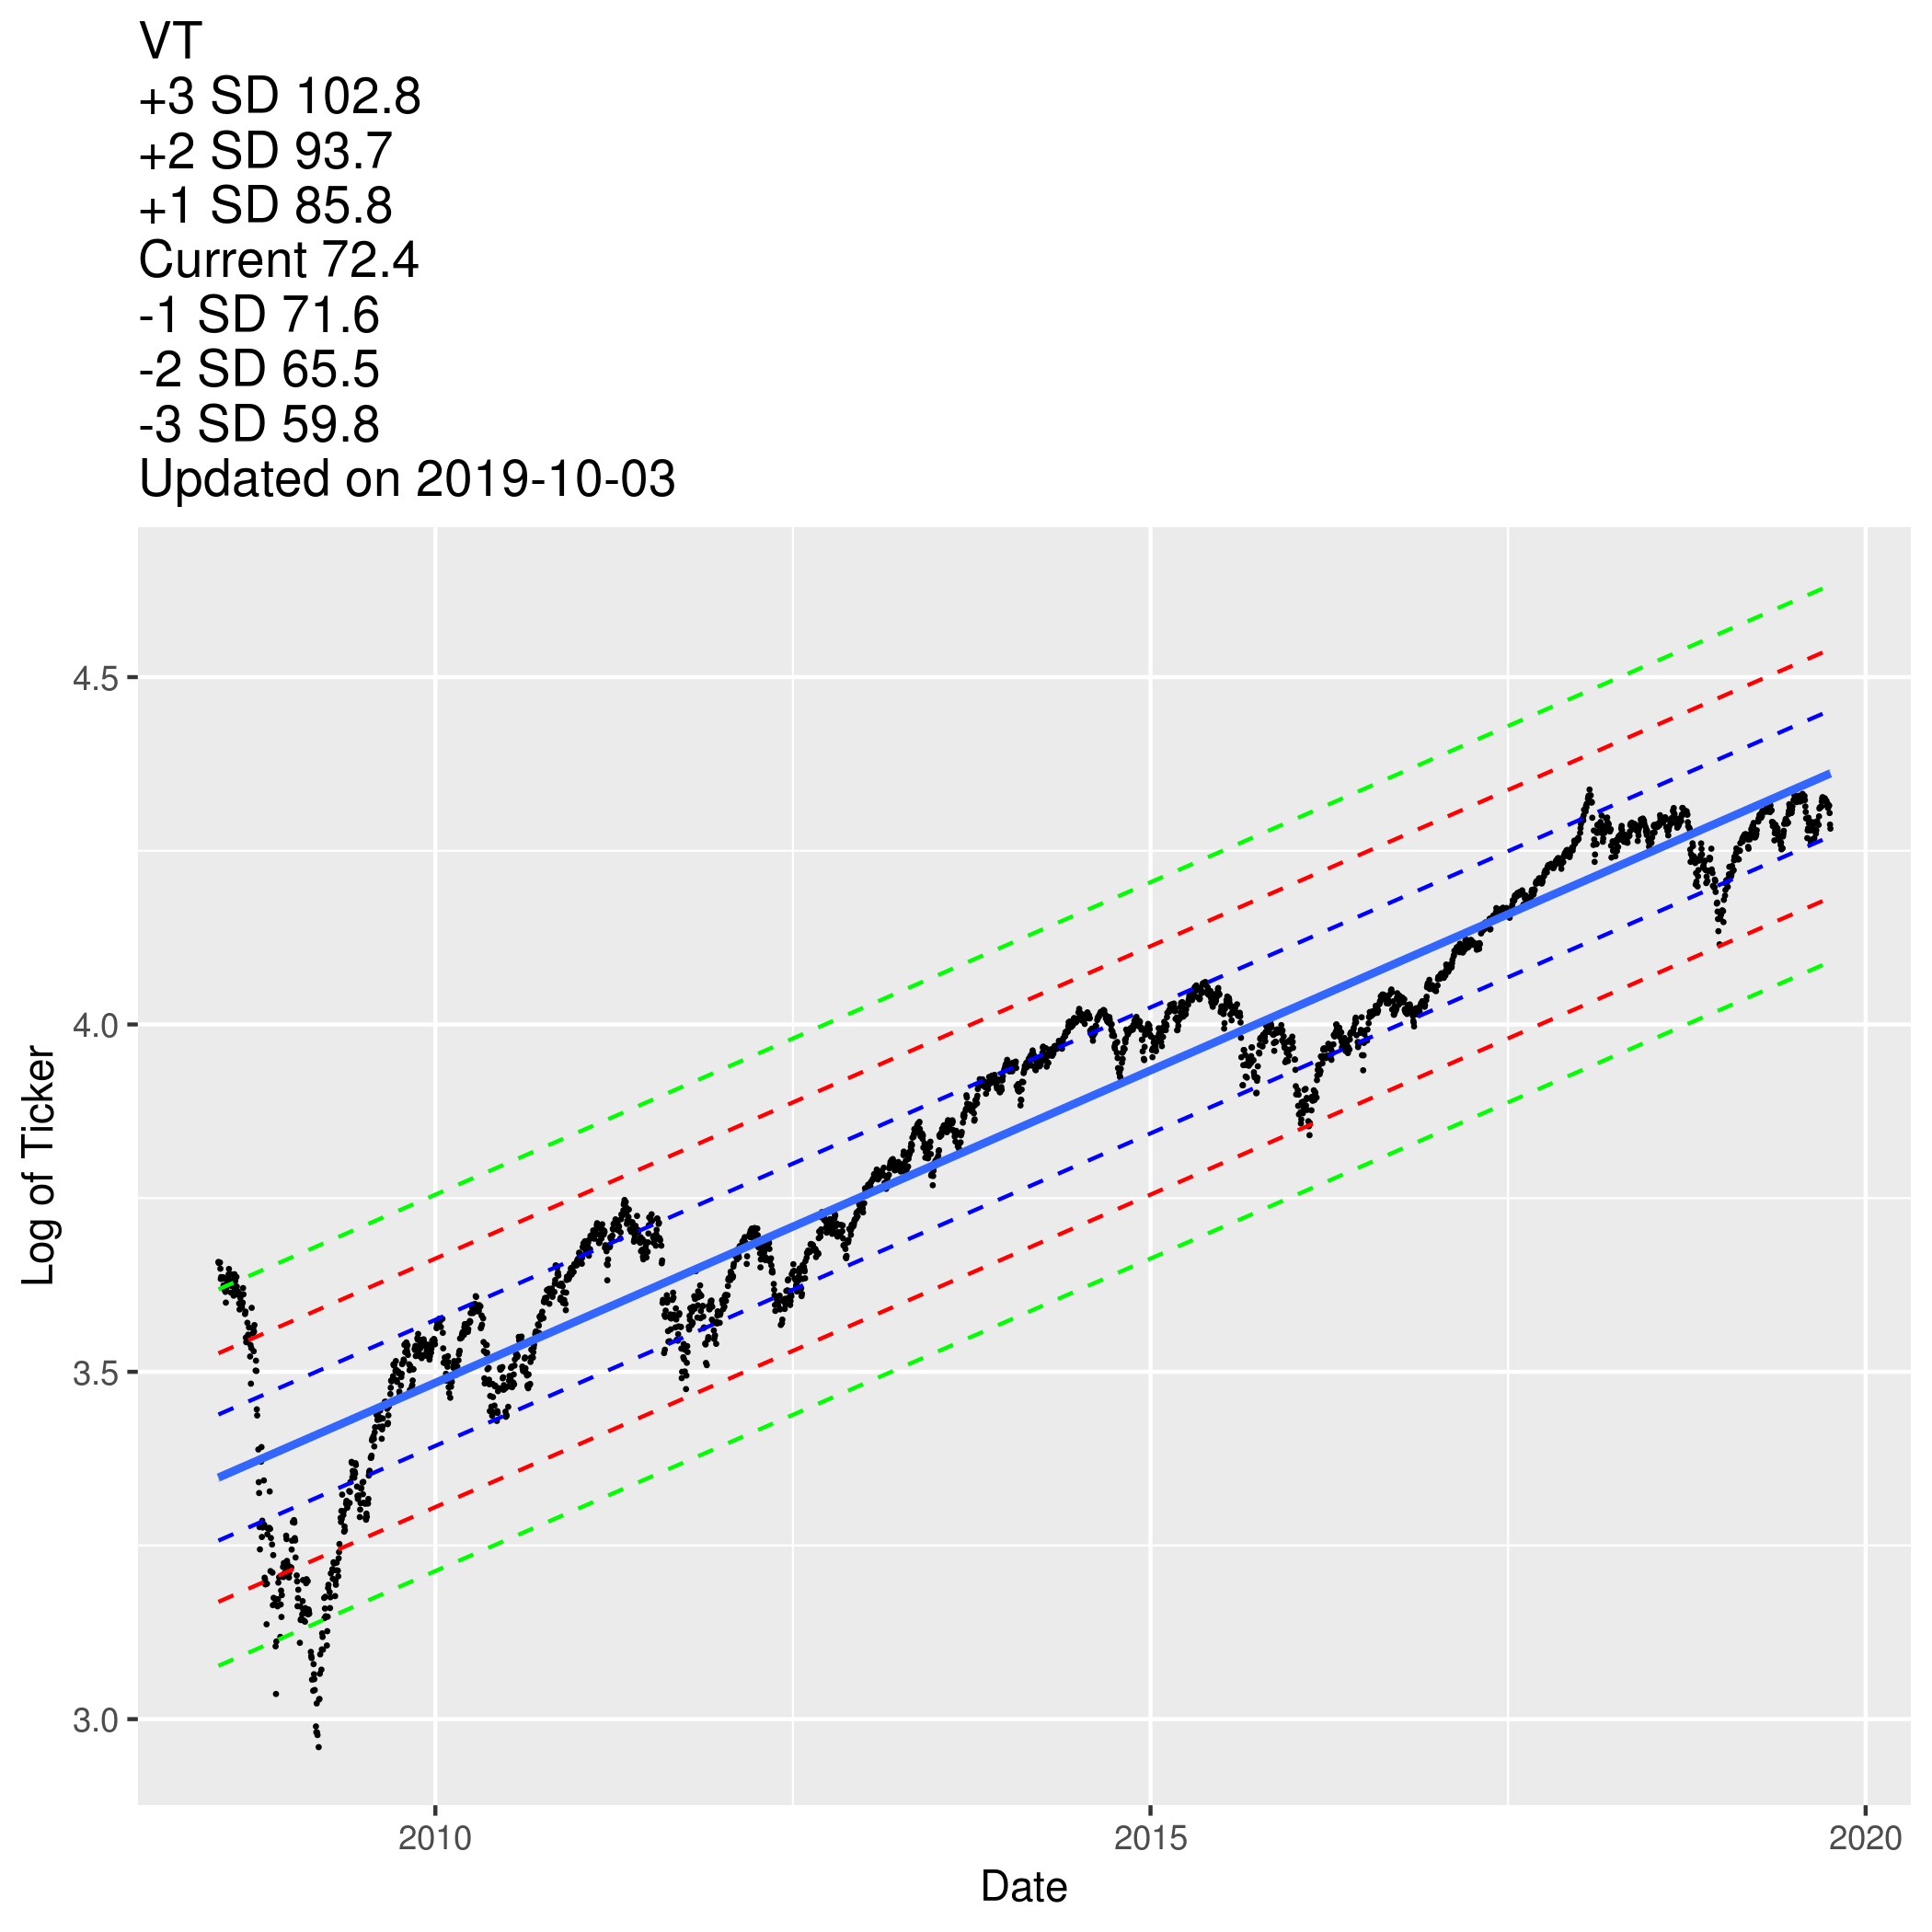 VT
+3 SD 102.8
+2 SD 93.7
+1 SD 85.8
Current 72.4
-1 SD 71.6
-2 SD 65.5
-3 SD 59.8
Updated on 2019-10-03
4.5
4.0
3.5
3.0
Log of Ticker
2010
2015
2020
Date